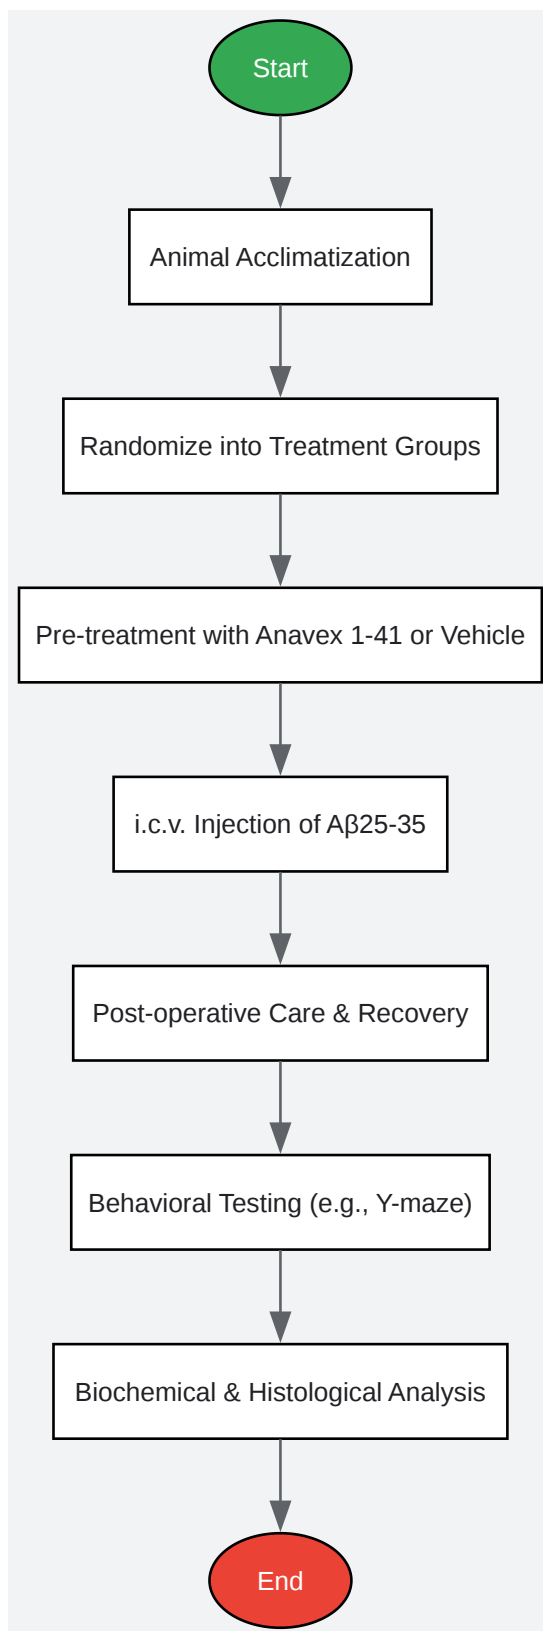 Start
Animal Acclimatization
Randomize into Treatment Groups
Pre-treatment with Anavex 1-41 or Vehicle
i.c.v. Injection of Aβ25-35
Post-operative Care & Recovery
Behavioral Testing (e.g., Y-maze)
Biochemical & Histological Analysis
End